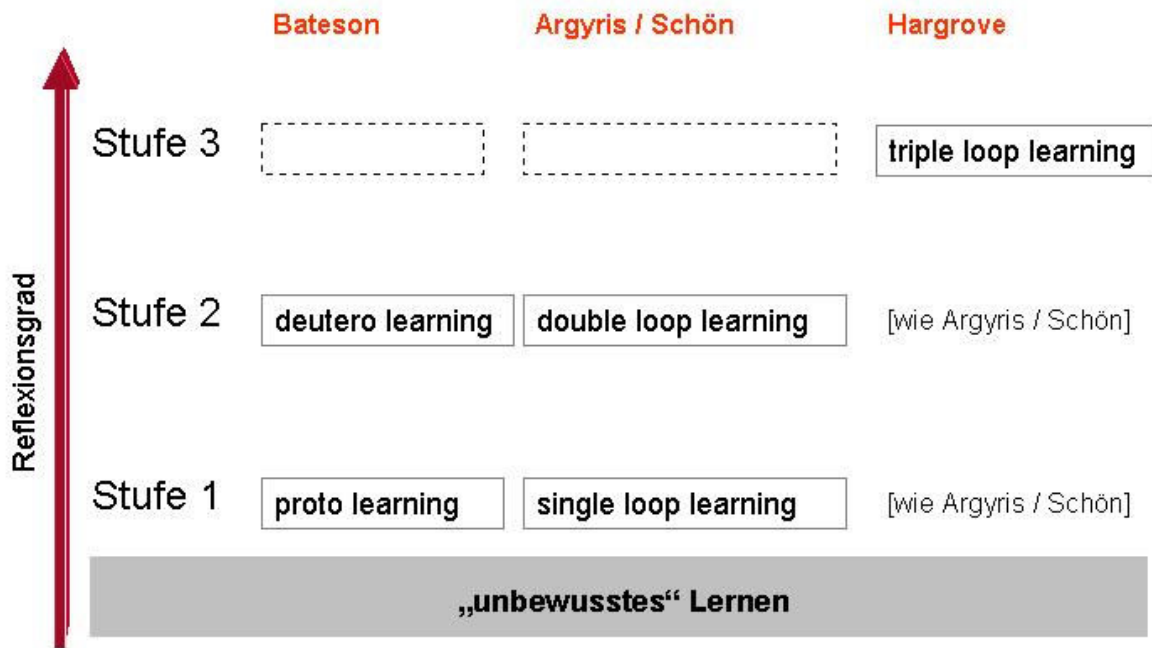 Bateson Argyris / Schön Hargrove
Stufe 3 triple loop learning
Stufe 2 deutero learning double loop learning [wie Argyris / Schön]
Stufe 1 proto learning single loop learning [wie Argyris / Schön]
„unbewusstes“ Lernen
Reflexionsgrad